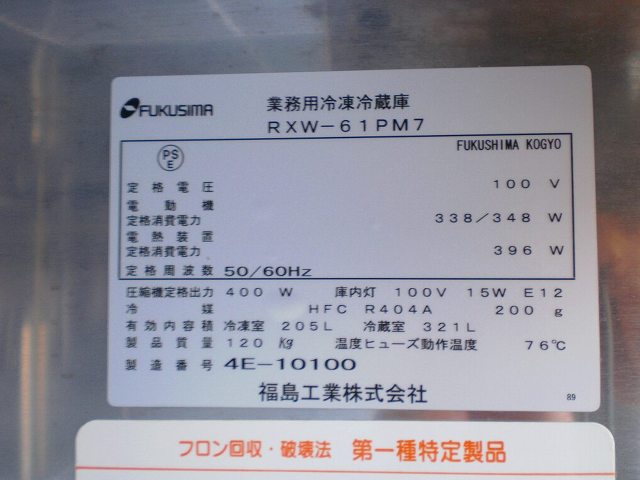 FUKUSIMA 業務用冷凍冷蔵庫
RXW-61PM7
FUKUSHIMA KOGYO
PS
E
定格電圧 100 V
電動機
定格消費電力 338/348 W
電熱装置
定格消費電力 396 W
定格周波数 50/60Hz
圧縮機定格出力 400 W 庫内灯 100V 15W E12
冷媒 HFC R404A 200 g
有効内容積 冷凍室 205L 冷蔵室 321L
製品質量 120 Kg 温度ヒューズ動作温度 76℃
製造番号 4E-10100
福島工業株式会社
89
フロン回収・破壊法 第一種特定製品